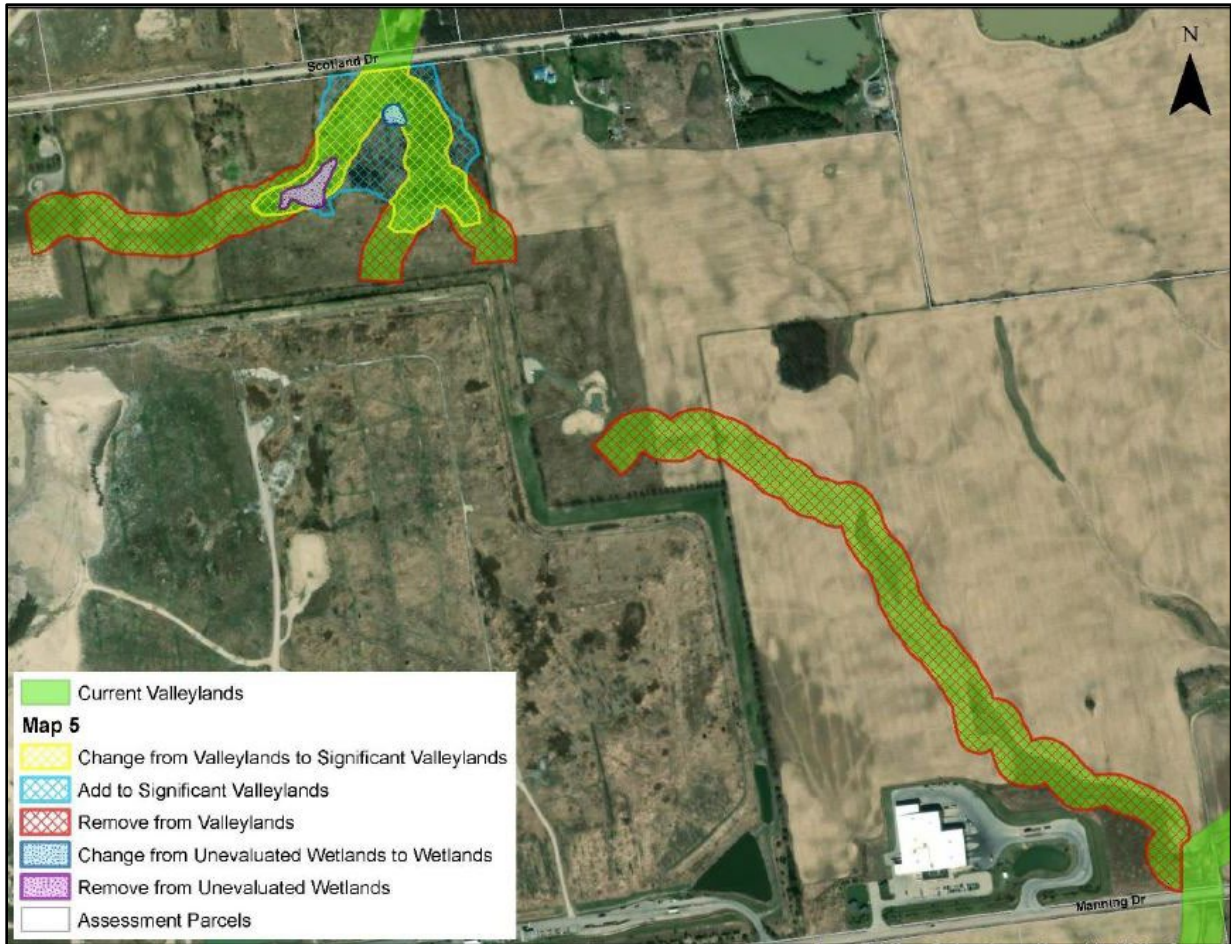 N
Scotland Dr
Current Valleylands
Map 5
Change from Valleylands to Significant Valleylands
Add to Significant Valleylands
Remove from Valleylands
Change from Unevaluated Wetlands to Wetlands
Remove from Unevaluated Wetlands
Assessment Parcels
Manning Dr